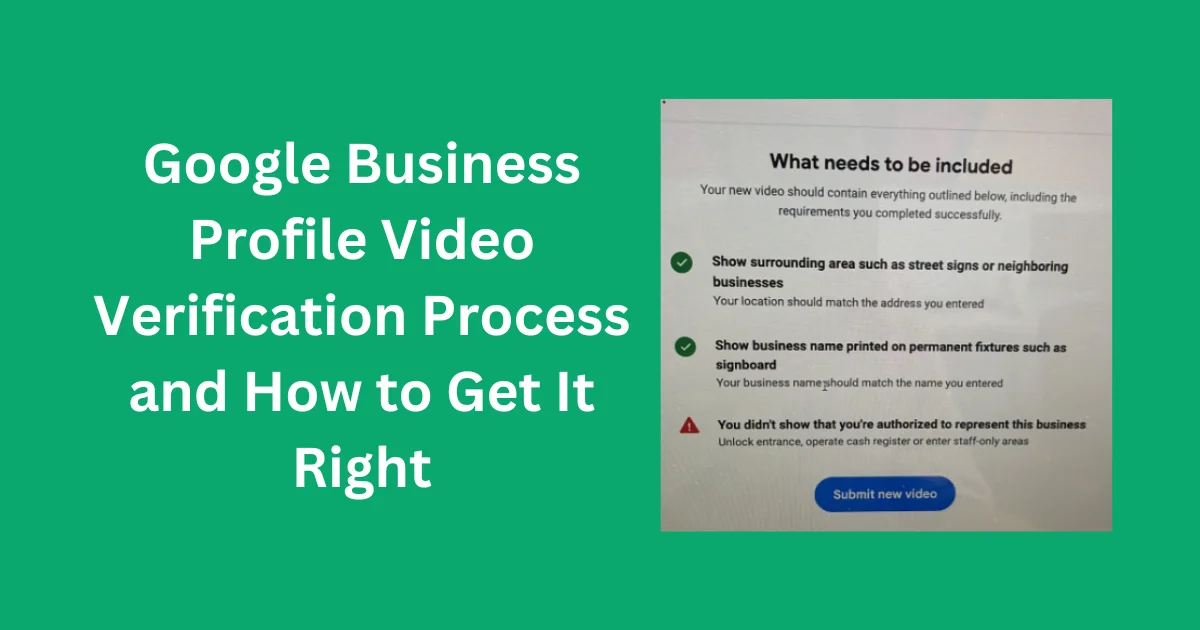 Google Business
Profile Video
Verification Process
and How to Get It
Right
What needs to be included
Your new video should contain everything outlined below, including the
requirements you completed successfully.
Show surrounding area such as street signs or neighboring
businesses
Your location should match the address you entered
Show business name printed on permanent fixtures such as
signboard
Your business name should match the name you entered
You didn't show that you're authorized to represent this business
Unlock entrance, operate cash register or enter staff-only areas
Submit new video